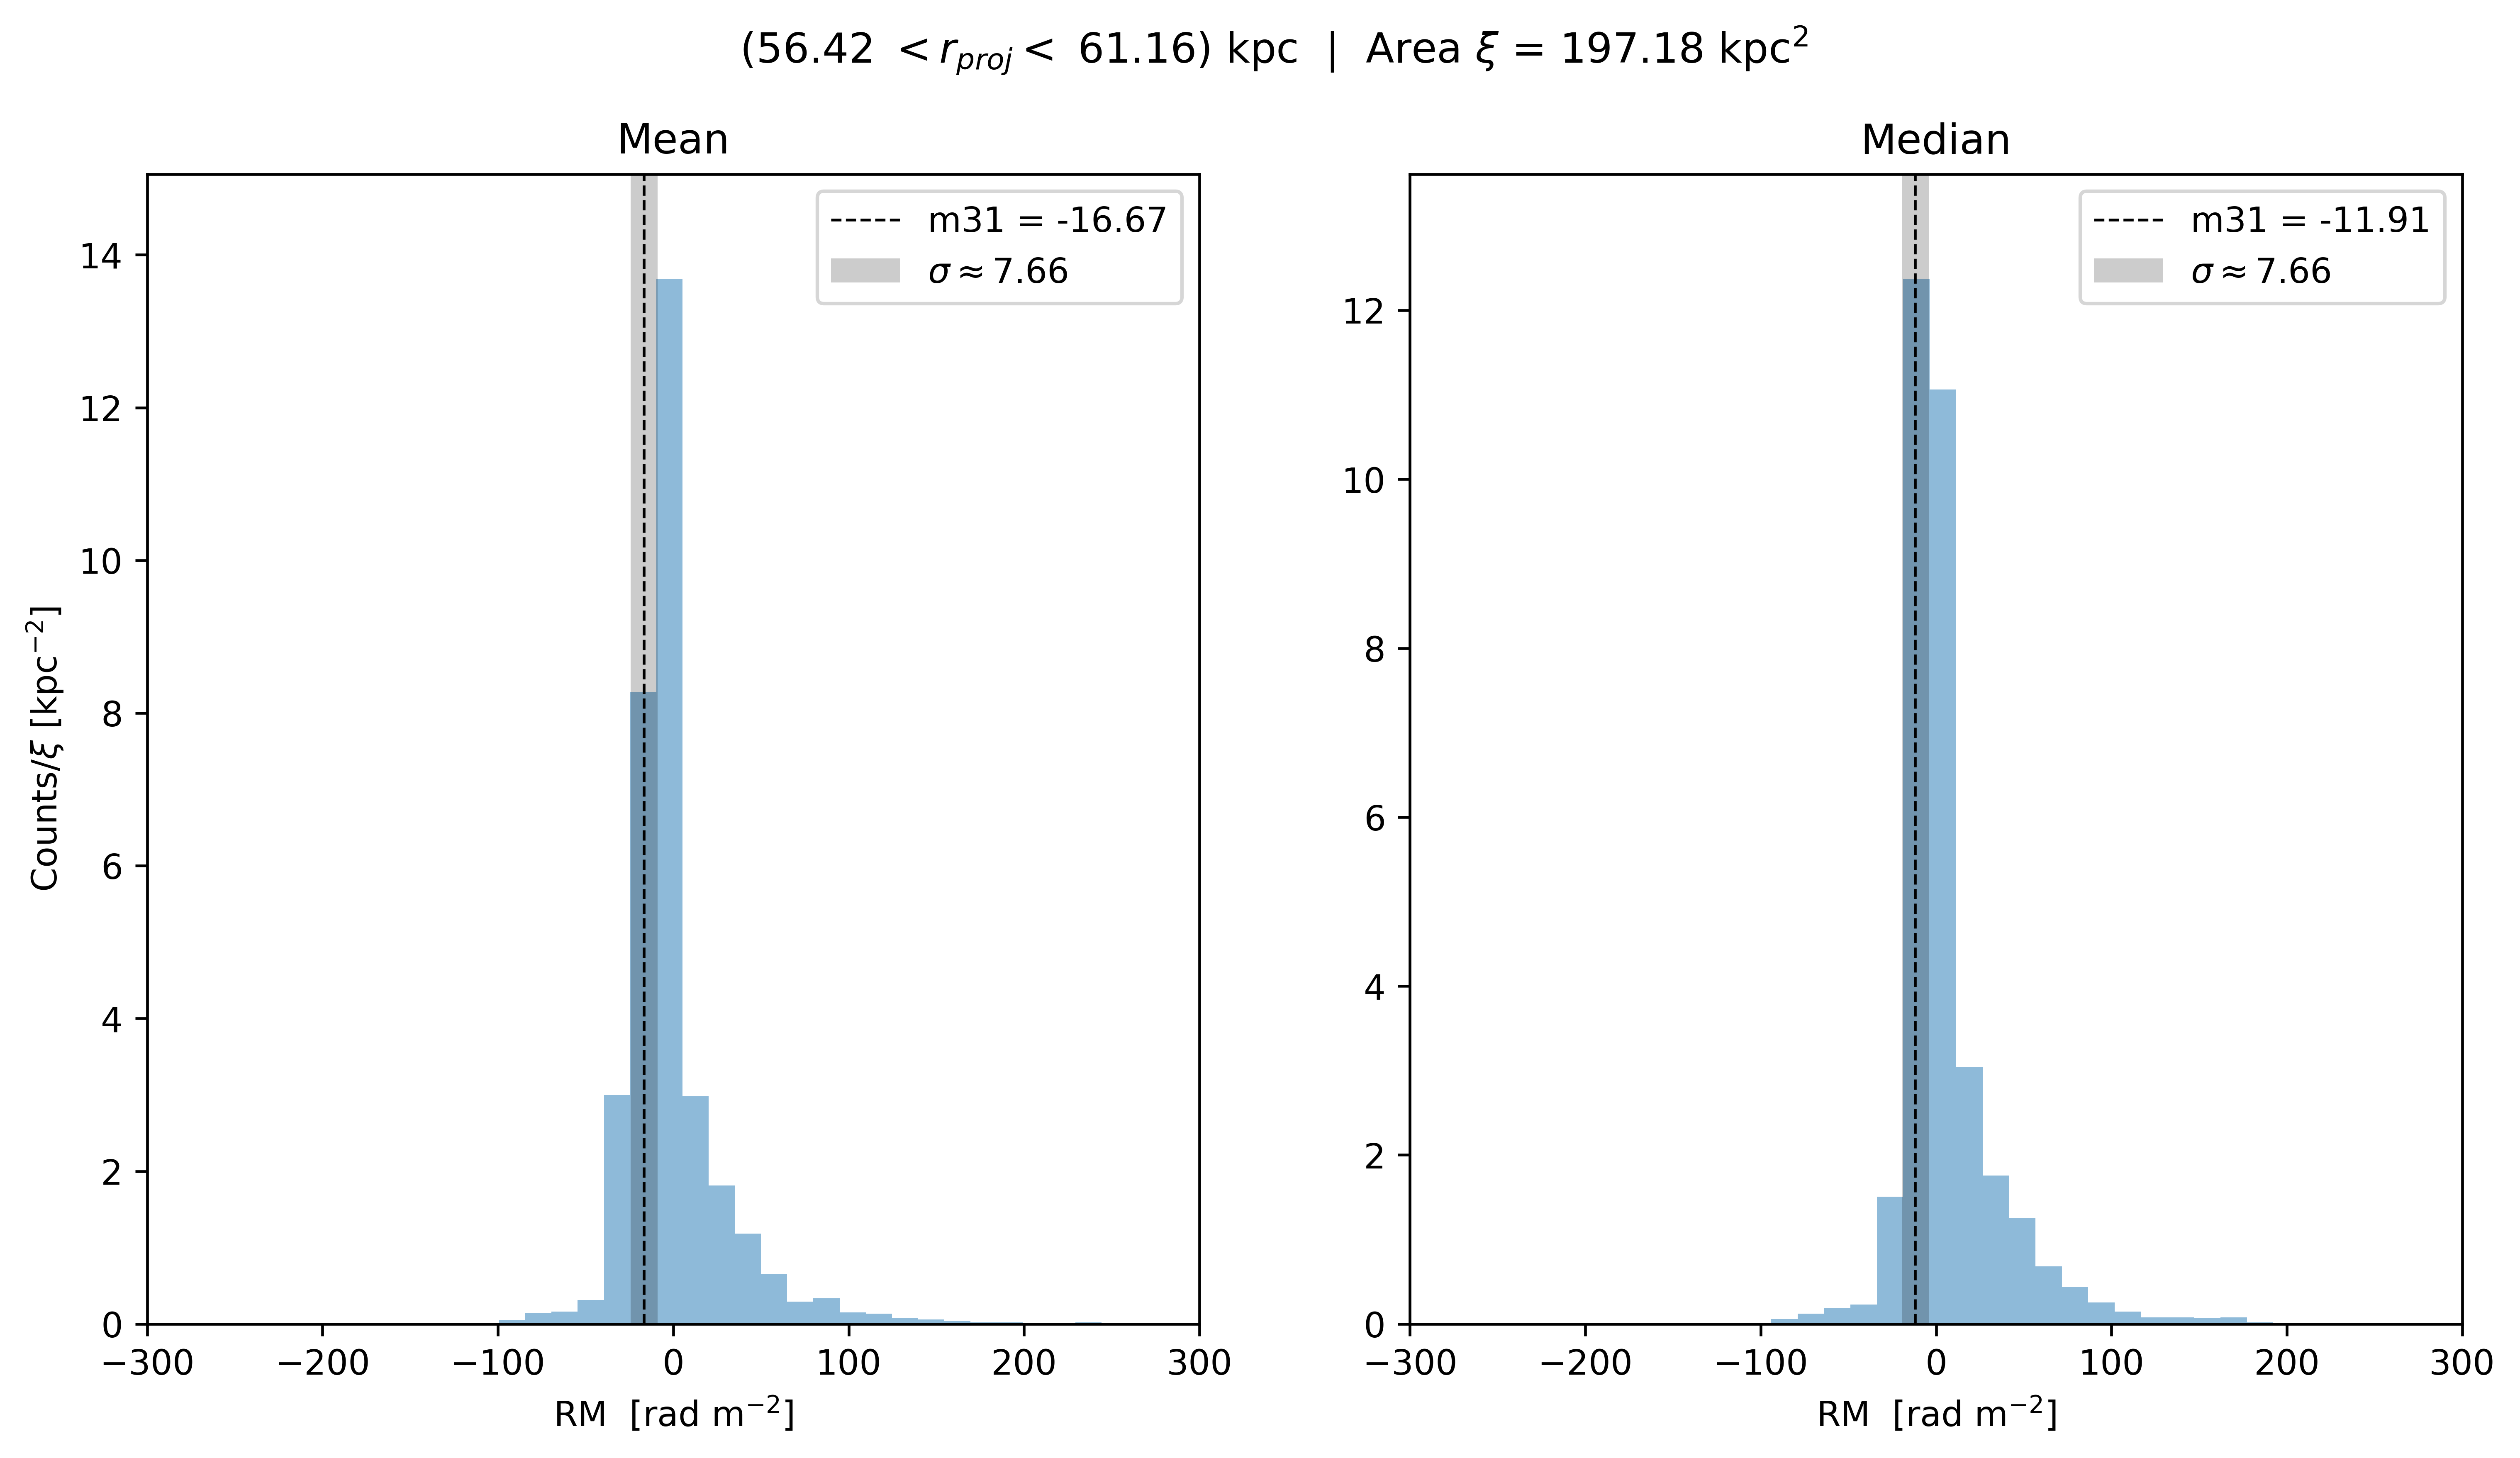 (56.42 < r_proj < 61.16) kpc | Area ξ = 197.18 kpc²
Mean
m31 = -16.67
σ ≈ 7.66
14
12
10
8
6
4
2
0
Counts/ξ [kpc⁻²]
−300 −200 −100 0 100 200 300
RM [rad m⁻²]
Median
m31 = -11.91
σ ≈ 7.66
12
10
8
6
4
2
0
−300 −200 −100 0 100 200 300
RM [rad m⁻²]